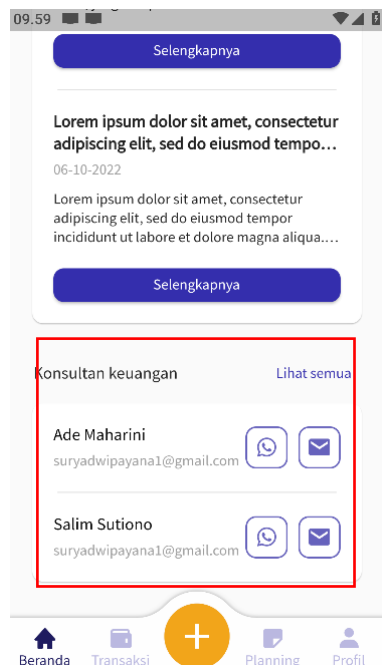 09.59
Selengkapnya
Lorem ipsum dolor sit amet, consectetur
adipiscing elit, sed do eiusmod tempo...
06-10-2022
Lorem ipsum dolor sit amet, consectetur
adipiscing elit, sed do eiusmod tempor
incididunt ut labore et dolore magna aliqua....
Selengkapnya
Konsultan keuangan Lihat semua
Ade Maharini
suryadwipayana1@gmail.com
Salim Sutiono
suryadwipayana1@gmail.com
Beranda Transaksi Planning Profil